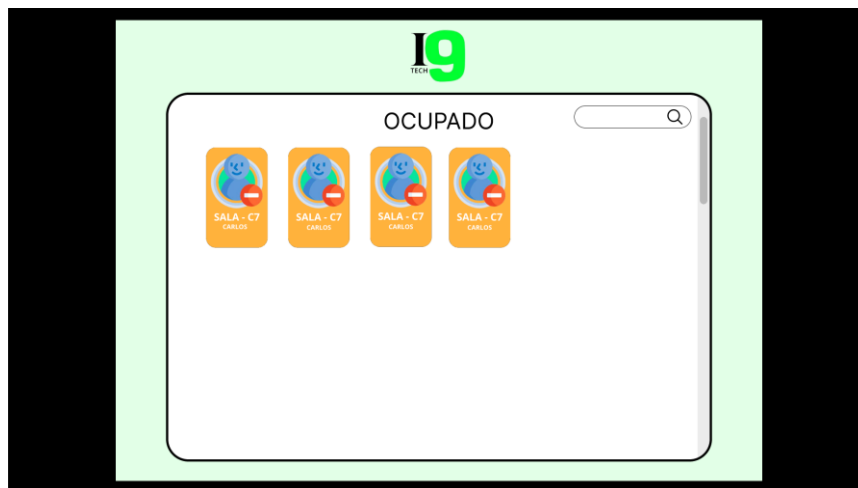 I9
TECH
OCUPADO
SALA - C7
CARLOS
SALA - C7
CARLOS
SALA - C7
CARLOS
SALA - C7
CARLOS